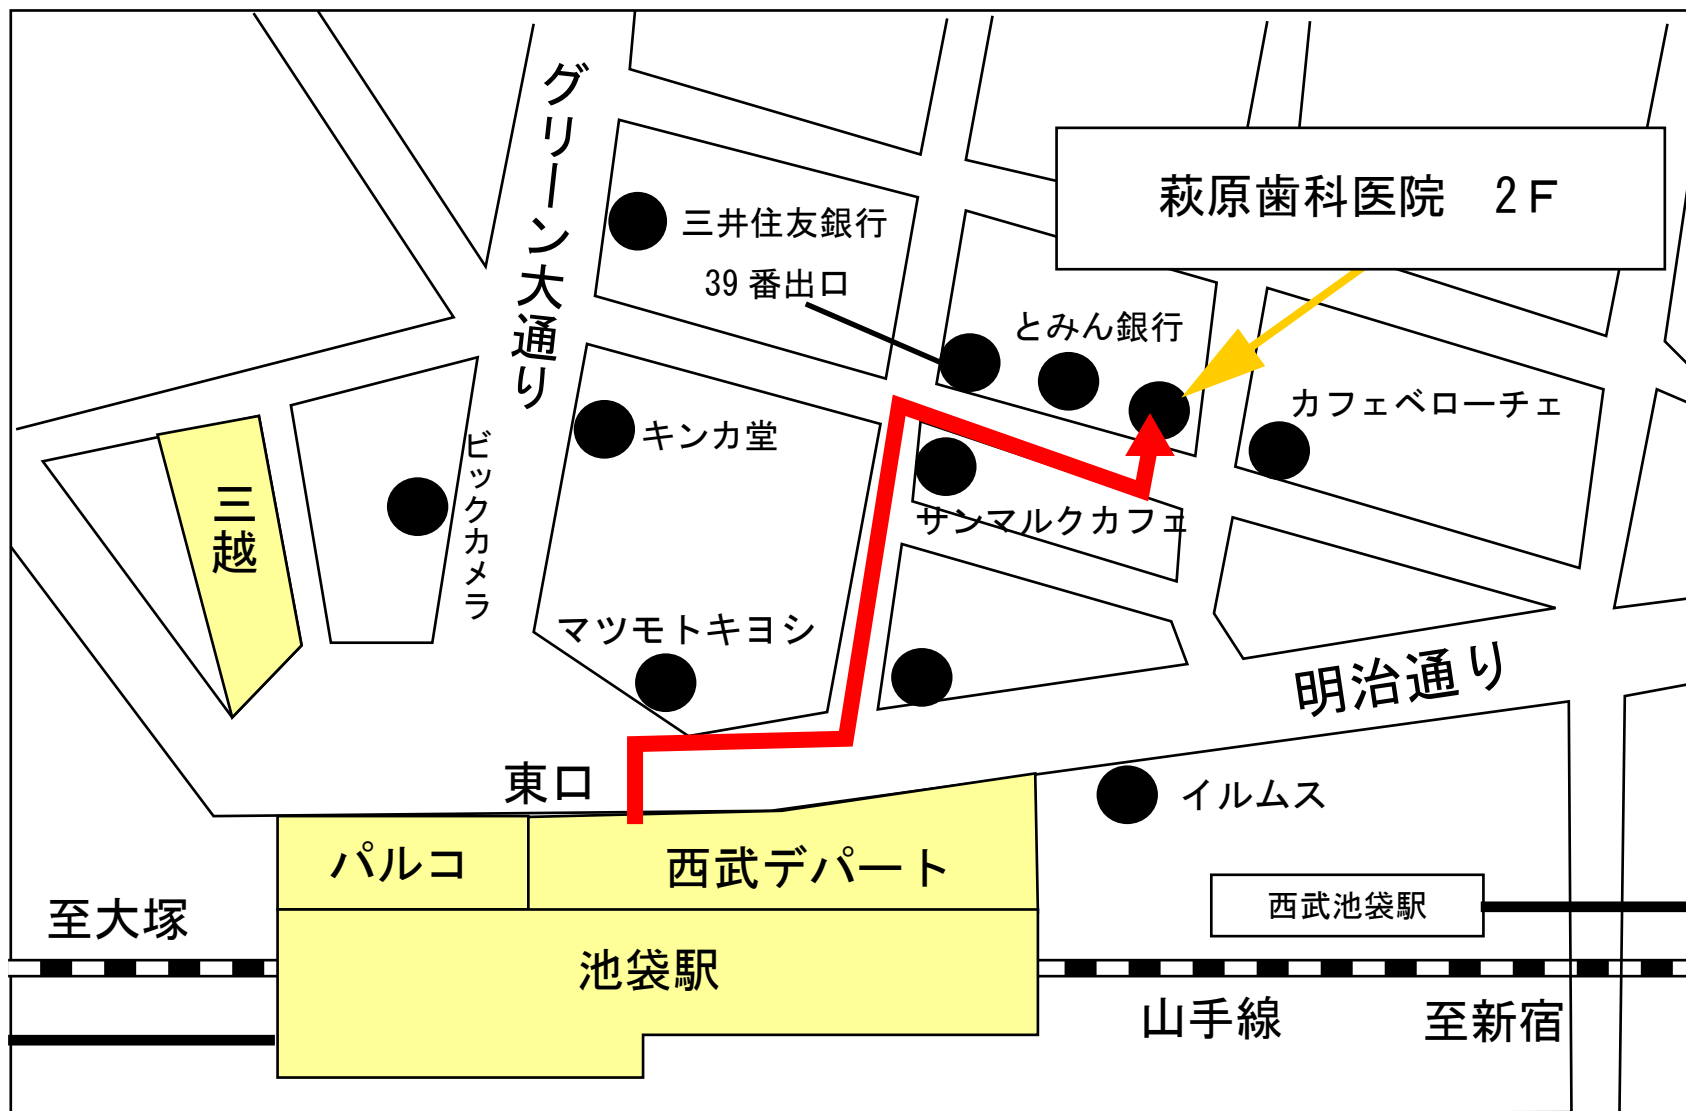 グリーン大通り
三井住友銀行
39番出口
萩原歯科医院 2F
とみん銀行
カフェベローチェ
キンカ堂
ビックカメラ
三越
サンマルクカフェ
マツモトキヨシ
明治通り
東口
イルムス
パルコ
西武デパート
西武池袋駅
至大塚
池袋駅
山手線
至新宿